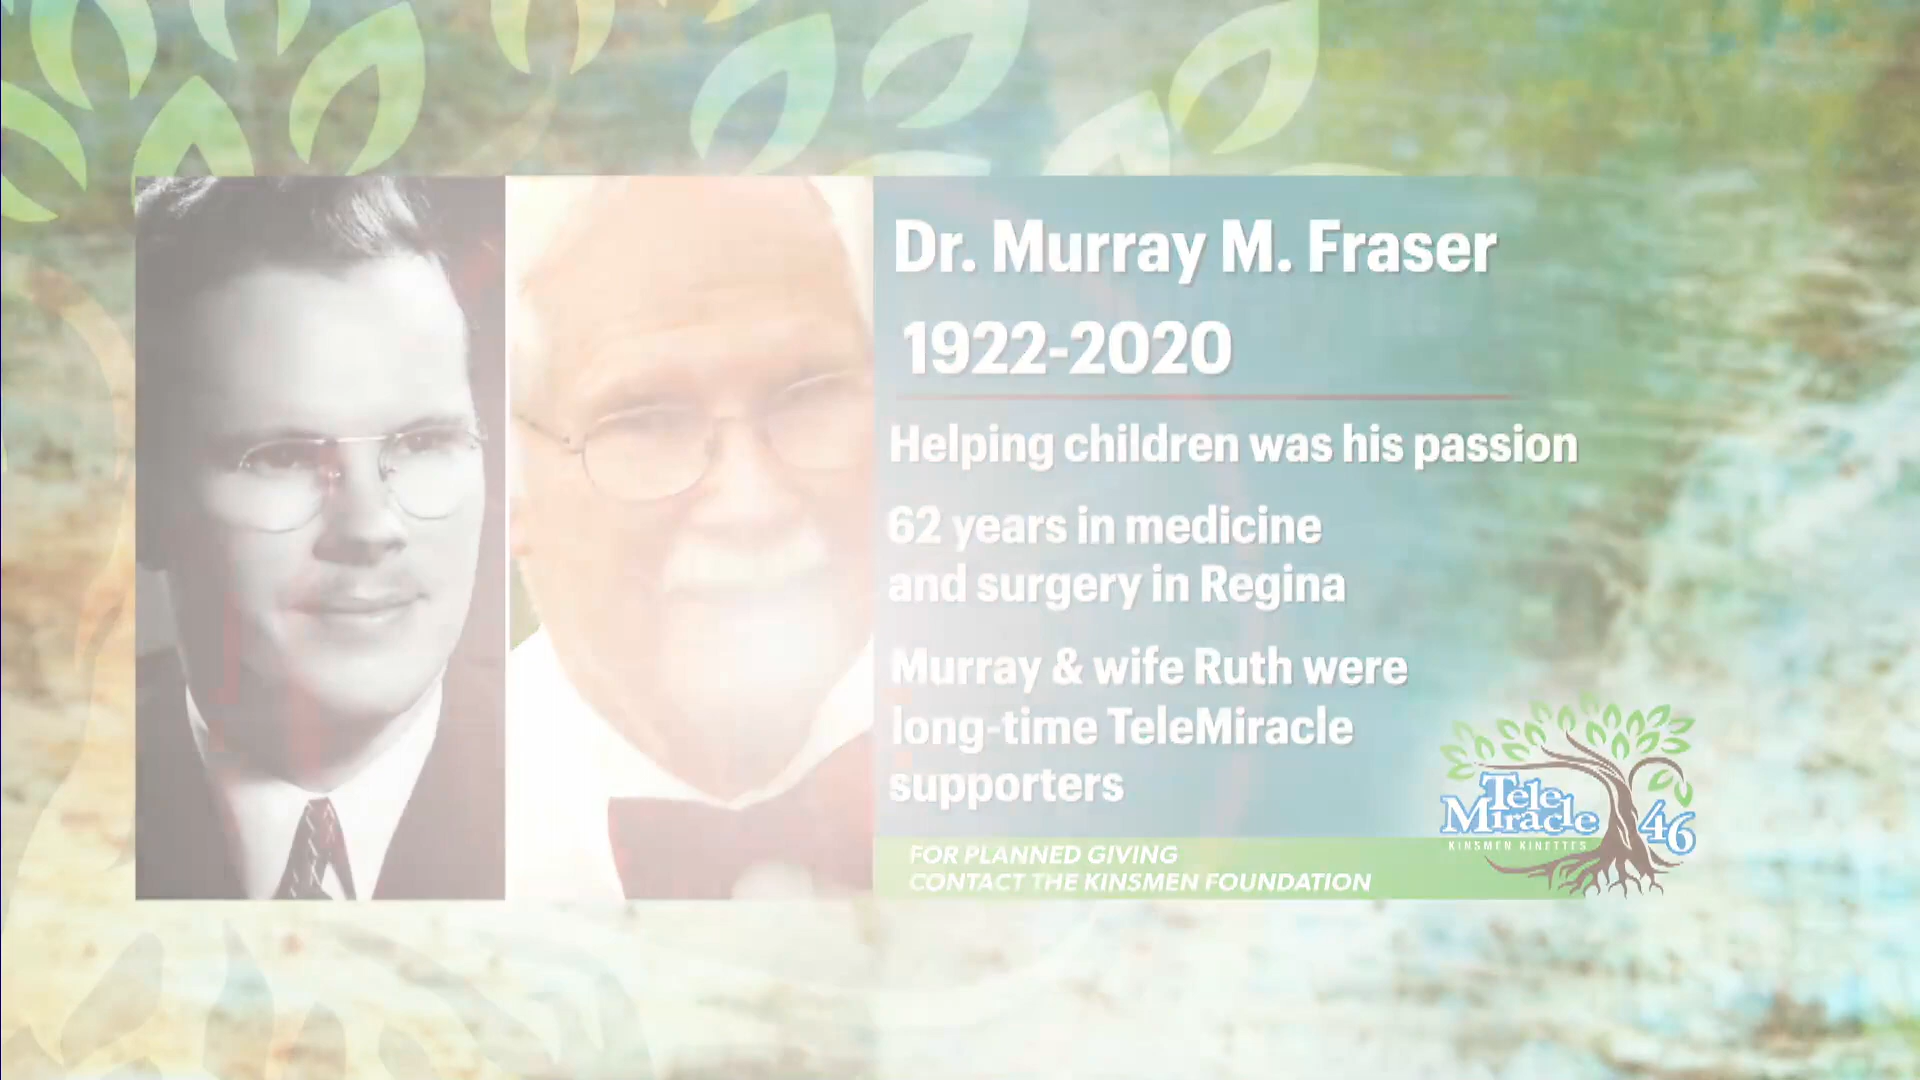 Dr. Murray M. Fraser
1922-2020
Helping children was his passion
62 years in medicine
and surgery in Regina
Murray & wife Ruth were
long-time TeleMiracle
supporters
FOR PLANNED GIVING
CONTACT THE KINSMEN FOUNDATION
Tele
Miracle 46
KINSMEN KINETTES